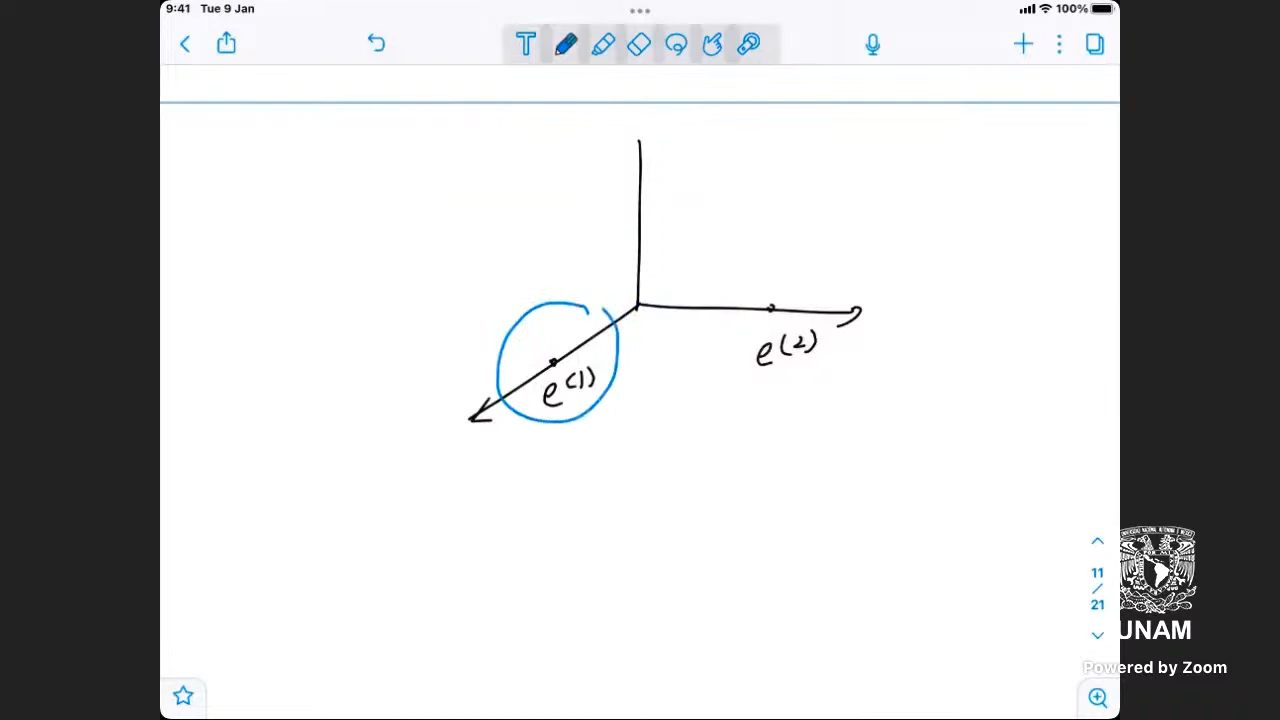 9:41 Tue 9 Jan 100%
T
e(2)
e(1)
11
/
21
UNAM
Powered by Zoom